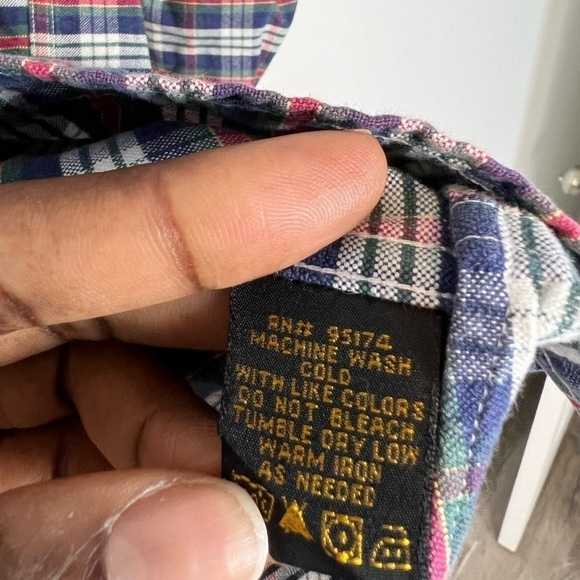 RN# 95174
MACHINE WASH
COLD
WITH LIKE COLORS
DO NOT BLEACH
TUMBLE DRY LOW
WARM IRON
AS NEEDED